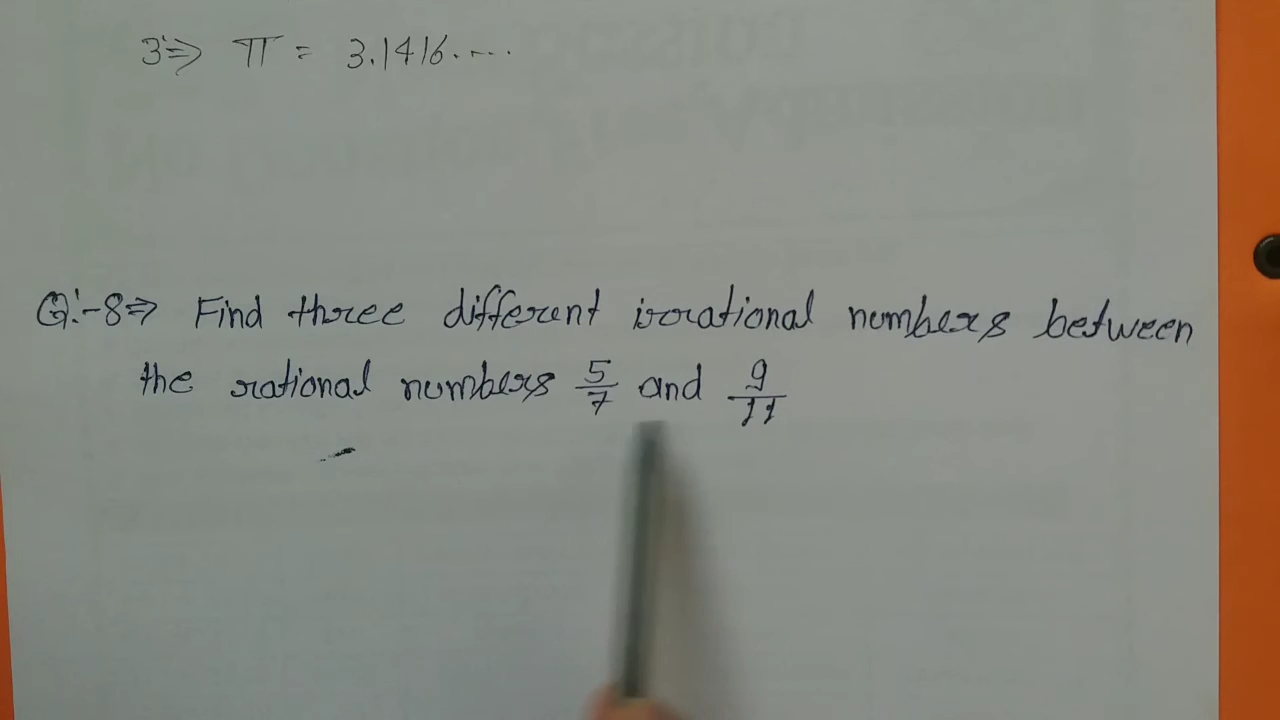 3⇒ π = 3.1416.....
Q:-8⇒ Find three different irrational numbers between
the rational numbers 5/7 and 9/11